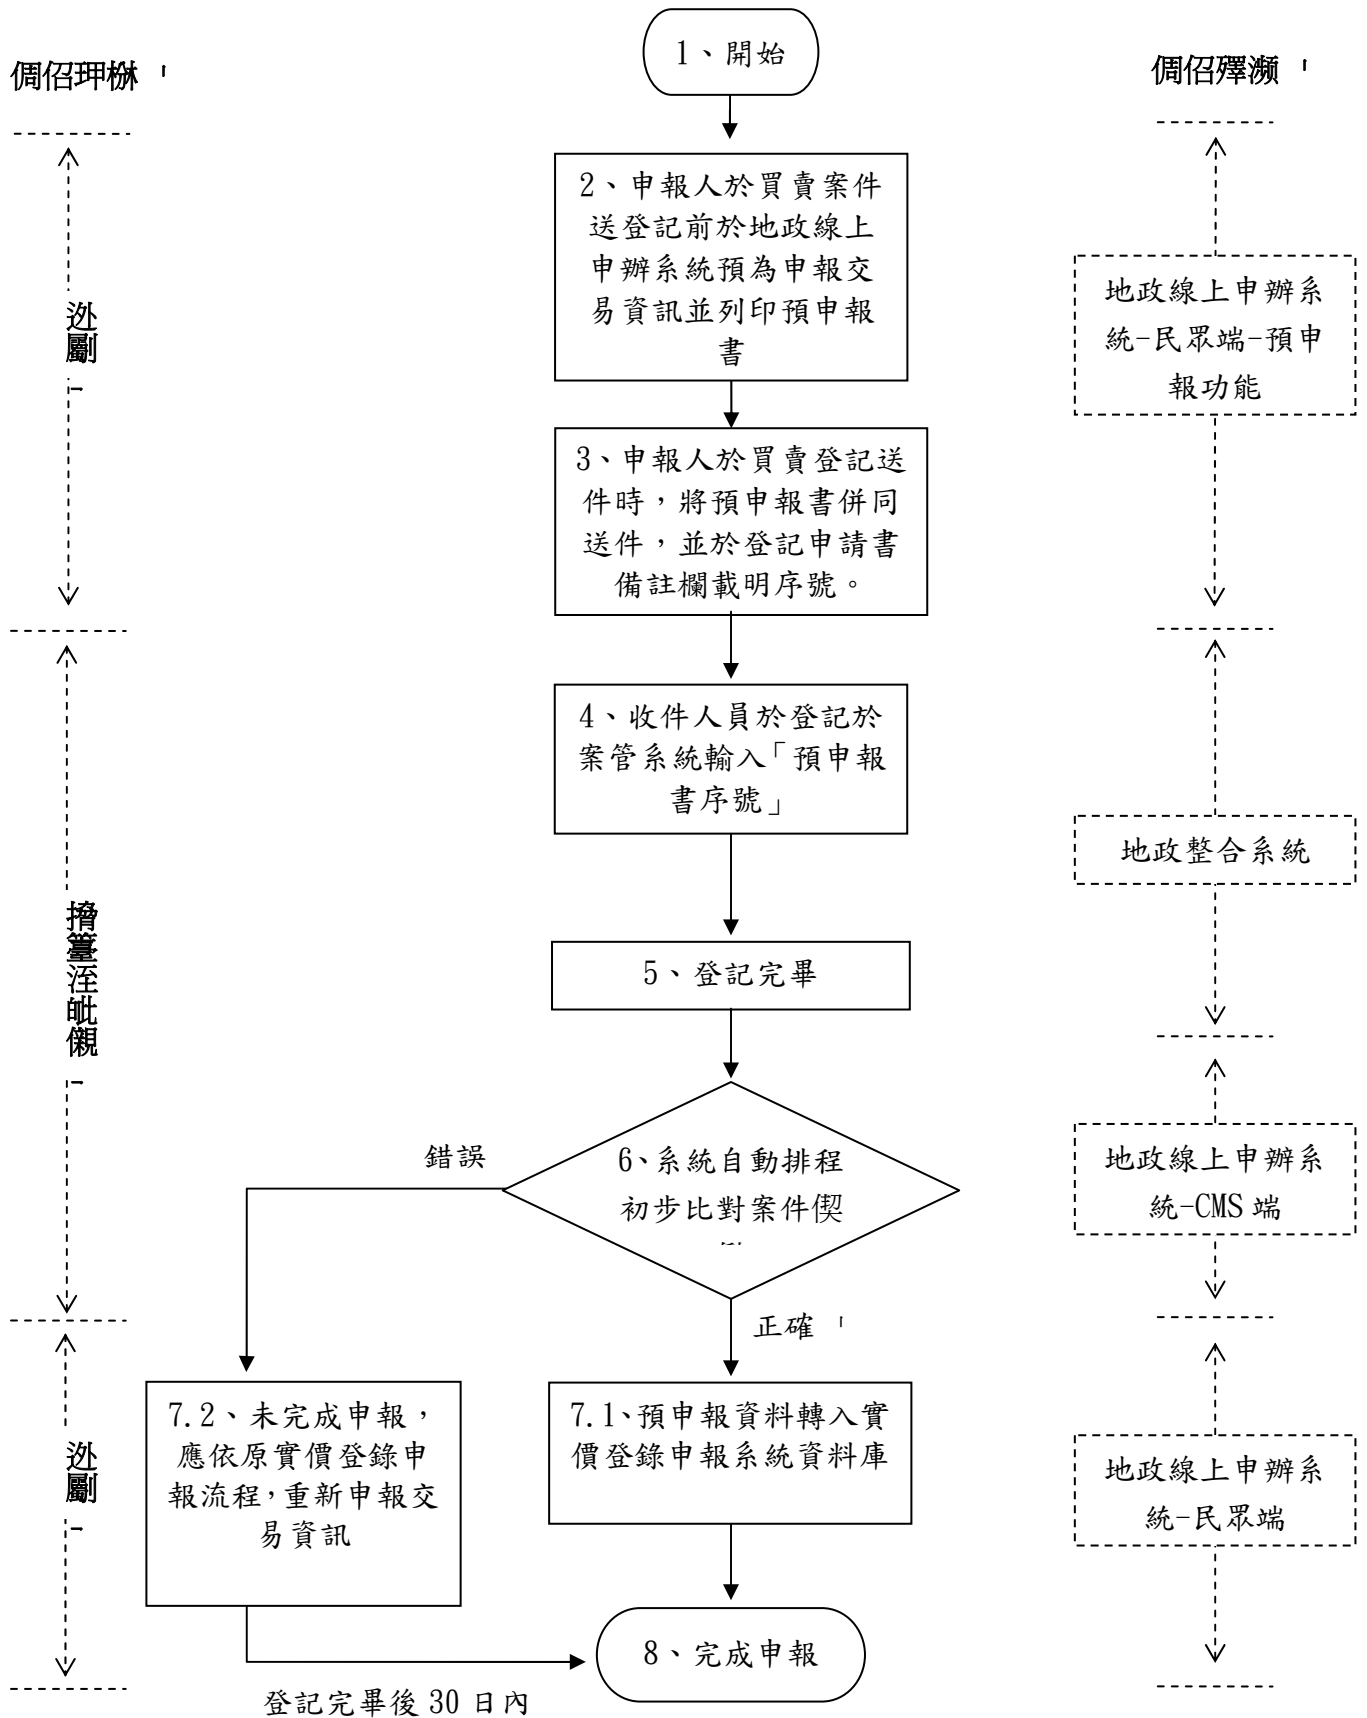 1、開始
倜佋玾楙
倜佋殬瀕
2、申報人於買賣案件
送登記前於地政線上
申辦系統預為申報交
易資訊並列印預申報
書
地政線上申辦系
統-民眾端-預申
報功能
3、申報人於買賣登記送
件時，將預申報書併同
送件，並於登記申請書
備註欄載明序號。
4、收件人員於登記於
案管系統輸入「預申報
書序號」
地政整合系統
5、登記完畢
錯誤
6、系統自動排程
初步比對案件偰
地政線上申辦系
統-CMS 端
正確
7.2、未完成申報，
應依原實價登錄申
報流程，重新申報交
易資訊
7.1、預申報資料轉入實
價登錄申報系統資料庫
地政線上申辦系
統-民眾端
8、完成申報
登記完畢後 30 日內